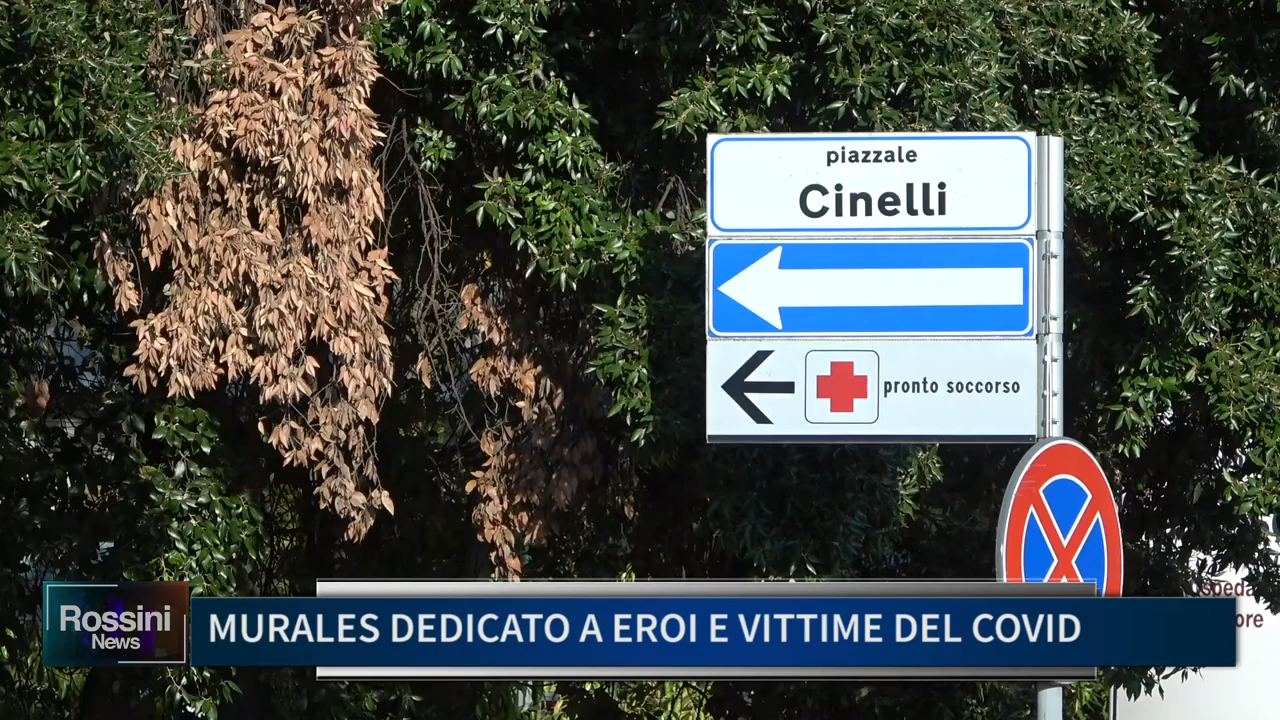 piazzale
Cinelli
pronto soccorso
Rossini
News
MURALES DEDICATO A EROI E VITTIME DEL COVID